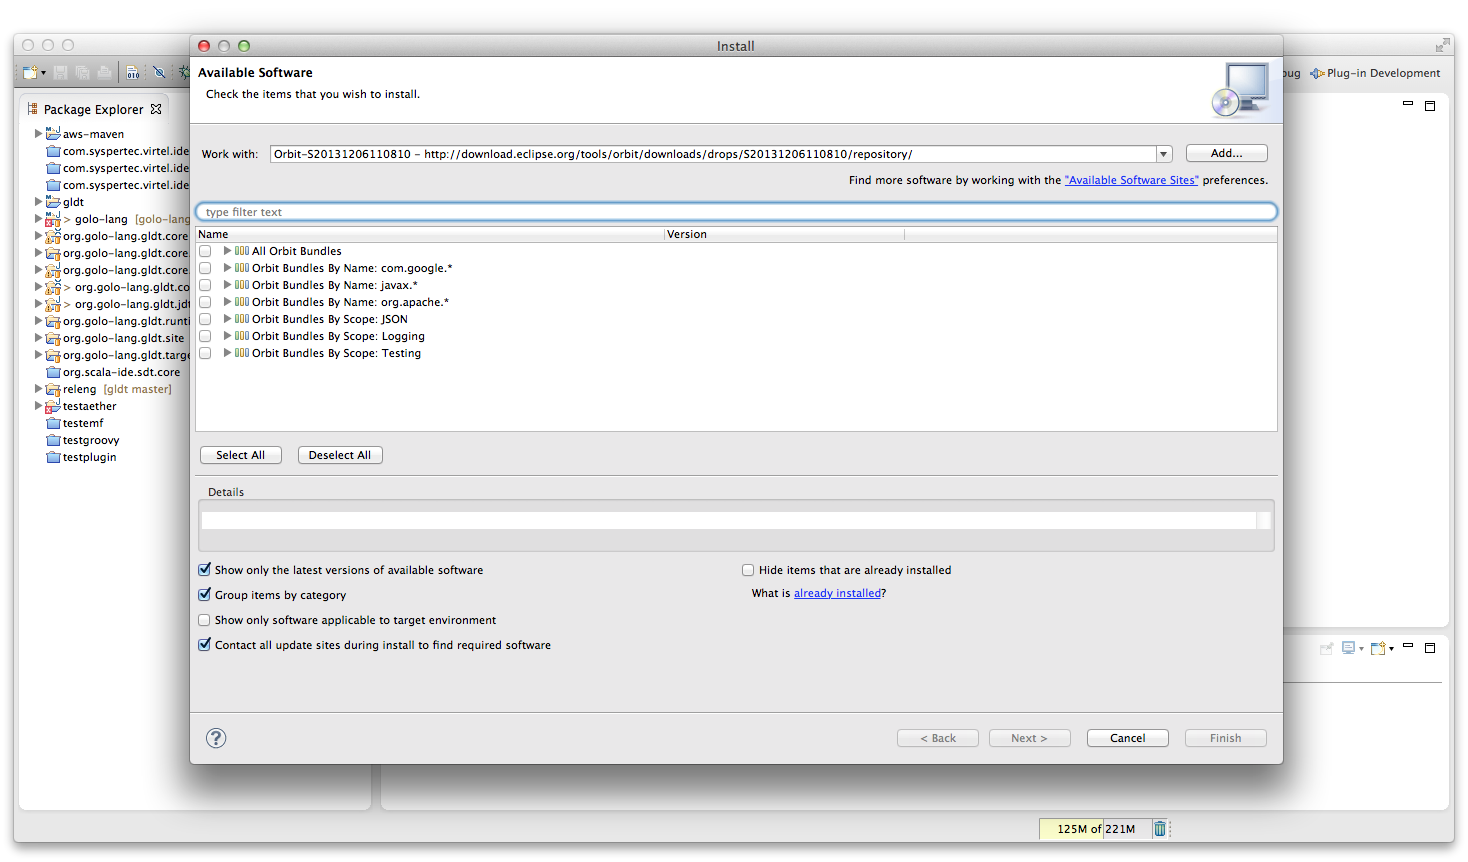 Install
Available Software
Check the items that you wish to install.
bug
Plug-in Development
Package Explorer
aws-maven
com.syspertec.virtel.ide
com.syspertec.virtel.ide
com.syspertec.virtel.ide
gldt
> golo-lang [golo-lang
org.golo-lang.gldt.core
org.golo-lang.gldt.core
org.golo-lang.gldt.core
> org.golo-lang.gldt.co
> org.golo-lang.gldt.jdt
org.golo-lang.gldt.runti
org.golo-lang.gldt.site
org.golo-lang.gldt.targe
org.scala-ide.sdt.core
releng [gldt master]
testaether
testemf
testgroovy
testplugin
Work with: Orbit-S20131206110810 - http://download.eclipse.org/tools/orbit/downloads/drops/S20131206110810/repository/ Add...
Find more software by working with the "Available Software Sites" preferences.
type filter text
Name Version
All Orbit Bundles
Orbit Bundles By Name: com.google.*
Orbit Bundles By Name: javax.*
Orbit Bundles By Name: org.apache.*
Orbit Bundles By Scope: JSON
Orbit Bundles By Scope: Logging
Orbit Bundles By Scope: Testing
Select All Deselect All
Details
Show only the latest versions of available software
Hide items that are already installed
Group items by category
What is already installed?
Show only software applicable to target environment
Contact all update sites during install to find required software
? < Back Next > Cancel Finish
125M of 221M